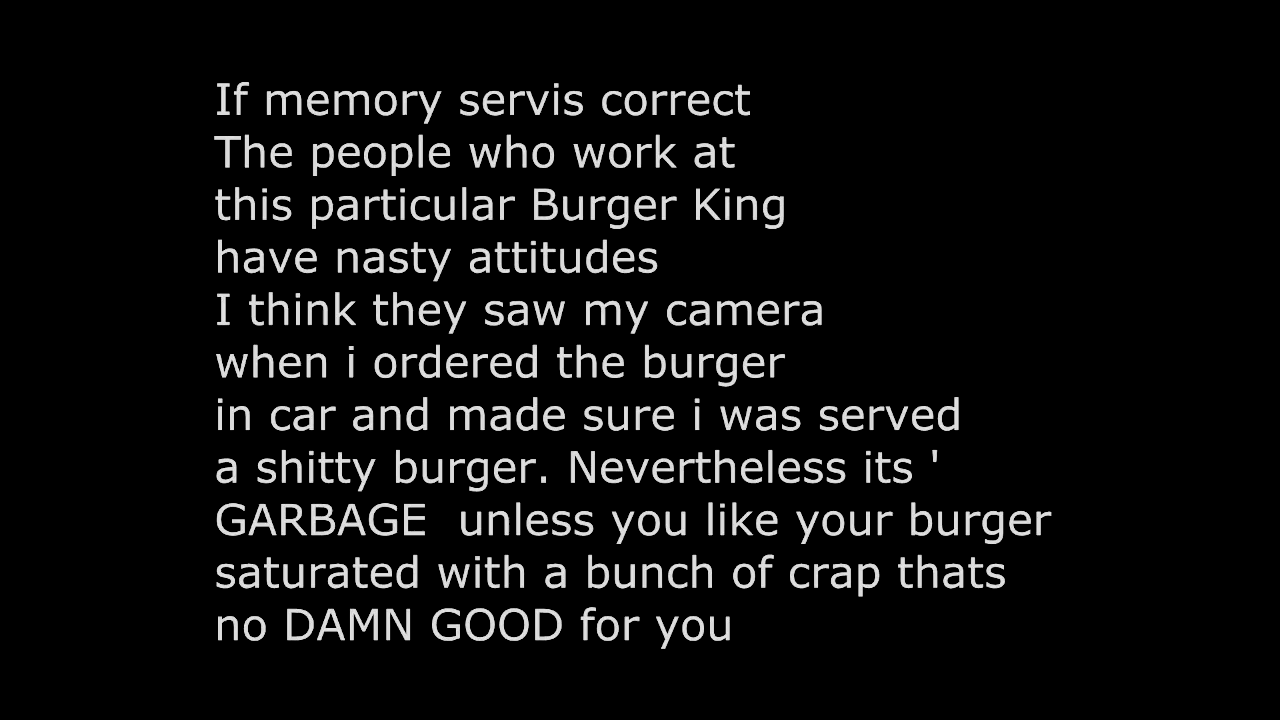 If memory servis correct
The people who work at
this particular Burger King
have nasty attitudes
I think they saw my camera
when i ordered the burger
in car and made sure i was served
a shitty burger. Nevertheless its '
GARBAGE  unless you like your burger
saturated with a bunch of crap thats
no DAMN GOOD for you